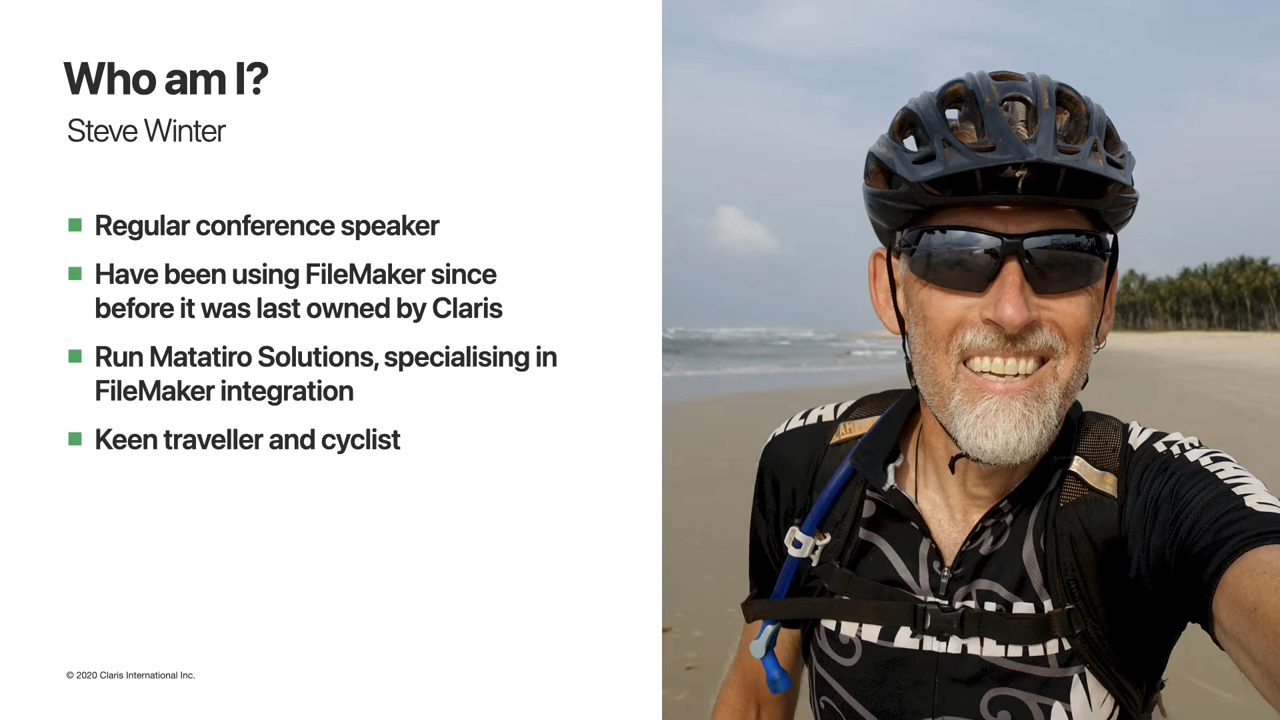 Who am I?
Steve Winter
Regular conference speaker
Have been using FileMaker since
before it was last owned by Claris
Run Matatiro Solutions, specialising in
FileMaker integration
Keen traveller and cyclist
© 2020 Claris International Inc.